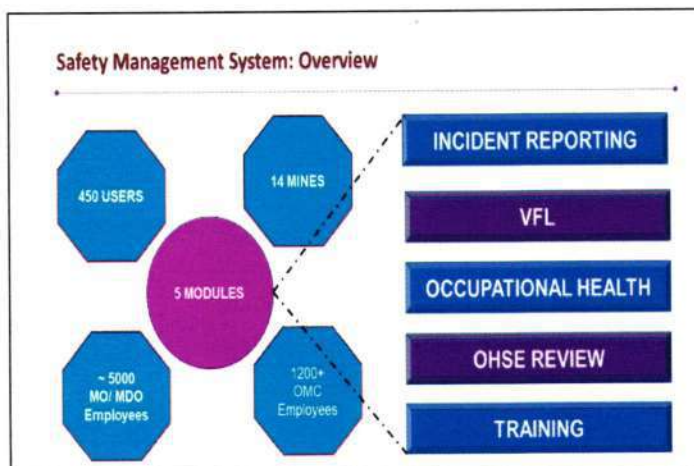 Safety Management System: Overview
450 USERS
14 MINES
5 MODULES
~ 5000
MO/ MDO
Employees
1200+
OMC
Employees
INCIDENT REPORTING
VFL
OCCUPATIONAL HEALTH
OHSE REVIEW
TRAINING